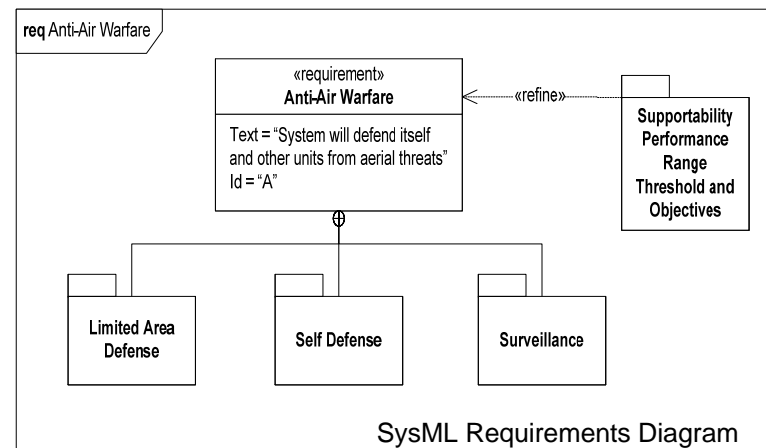 req Anti-Air Warfare
«requirement»
Anti-Air Warfare
Text = “System will defend itself
and other units from aerial threats”
Id = “A”
«refine»
Supportability
Performance
Range
Threshold and
Objectives
Limited Area
Defense
Self Defense
Surveillance
SysML Requirements Diagram